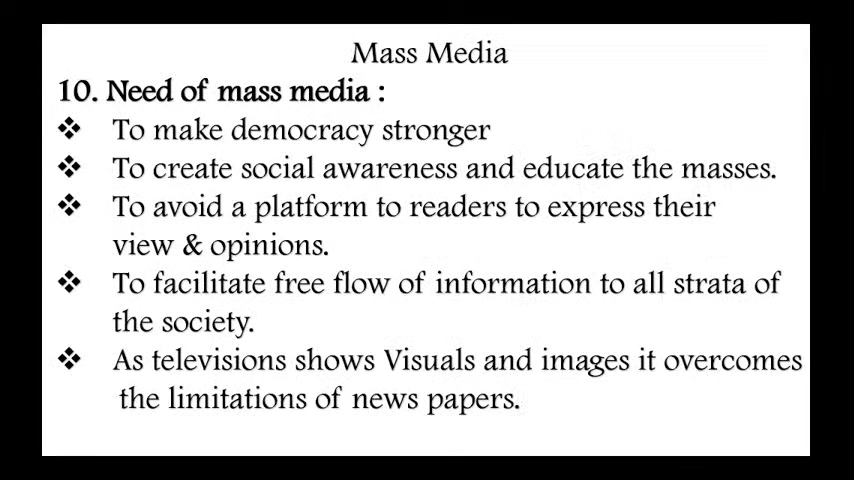 Mass Media
10. Need of mass media :
❖ To make democracy stronger
❖ To create social awareness and educate the masses.
❖ To avoid a platform to readers to express their
view & opinions.
❖ To facilitate free flow of information to all strata of
the society.
❖ As televisions shows Visuals and images it overcomes
the limitations of news papers.